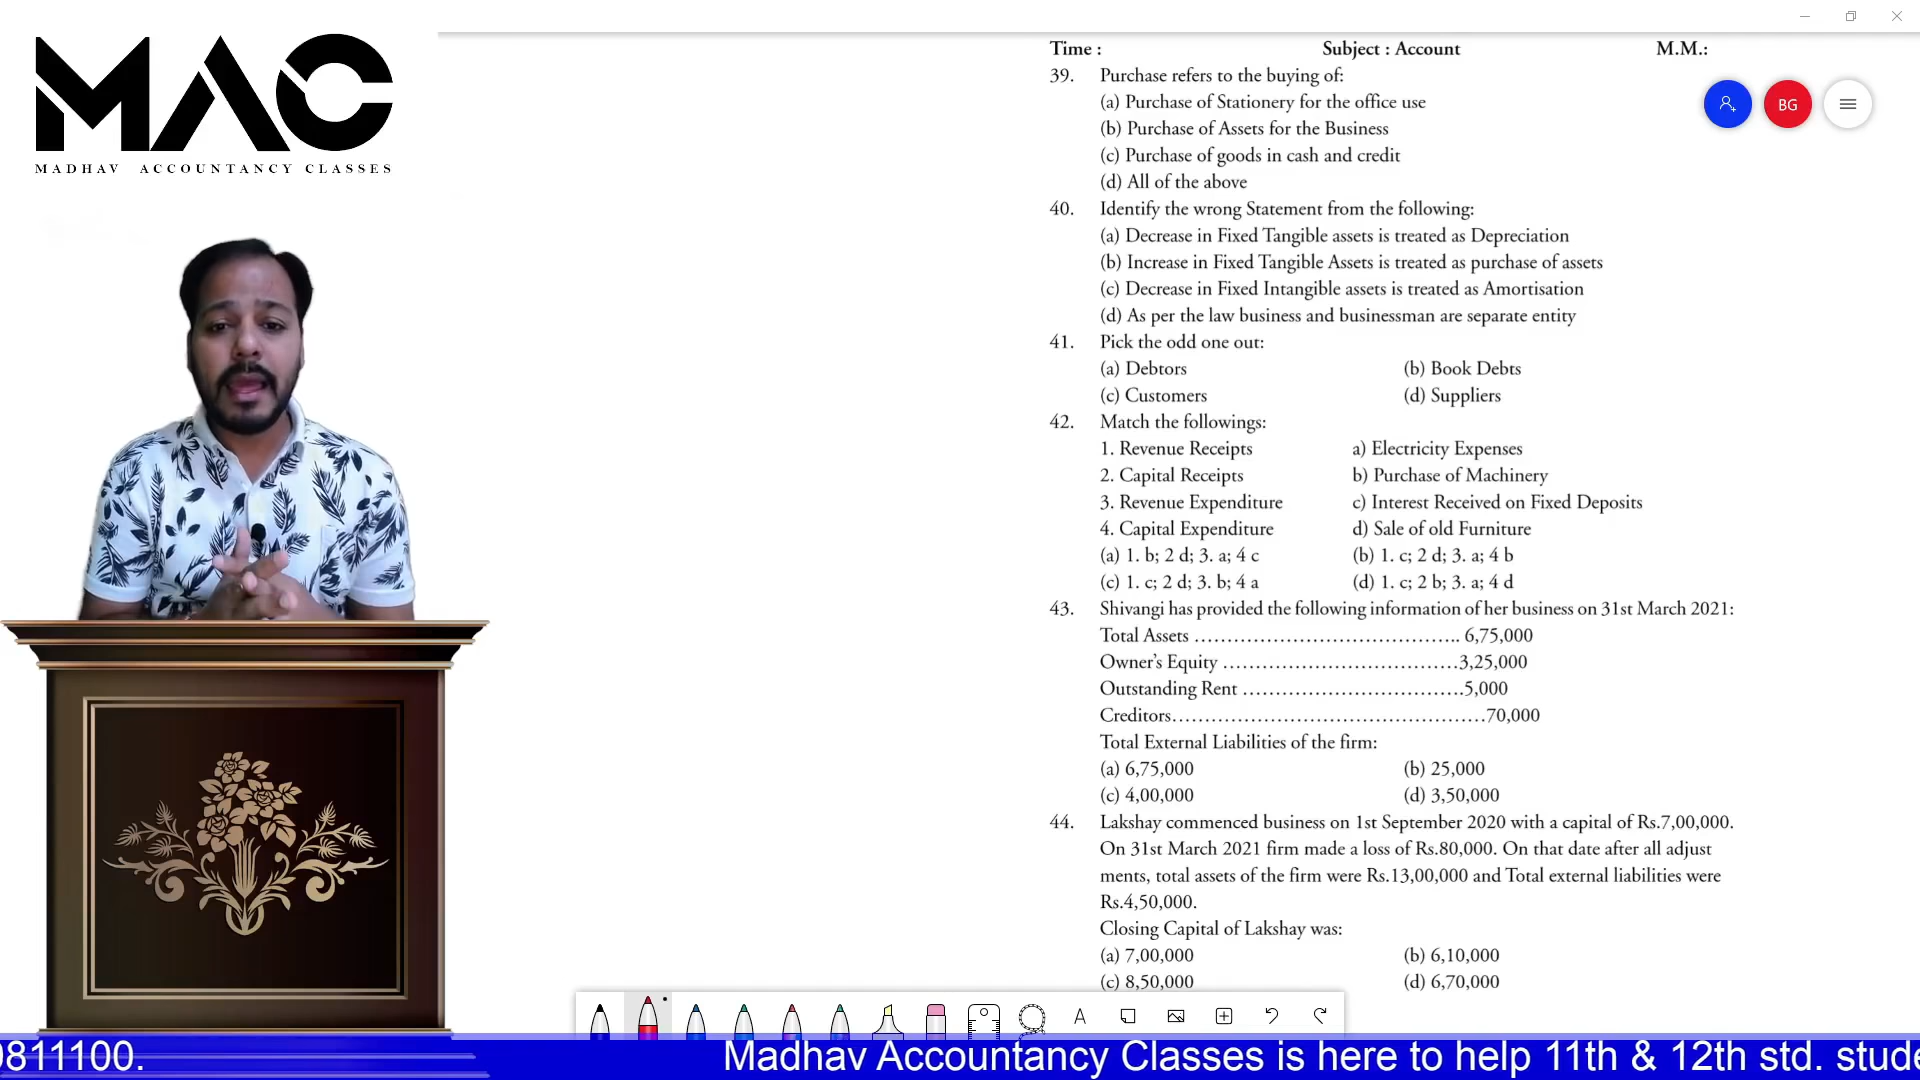 MAC
MADHAV ACCOUNTANCY CLASSES
Time : Subject : Account M.M.:
BG
39. Purchase refers to the buying of:
(a) Purchase of Stationery for the office use
(b) Purchase of Assets for the Business
(c) Purchase of goods in cash and credit
(d) All of the above
40. Identify the wrong Statement from the following:
(a) Decrease in Fixed Tangible assets is treated as Depreciation
(b) Increase in Fixed Tangible Assets is treated as purchase of assets
(c) Decrease in Fixed Intangible assets is treated as Amortisation
(d) As per the law business and businessman are separate entity
41. Pick the odd one out:
(a) Debtors (b) Book Debts
(c) Customers (d) Suppliers
42. Match the followings:
1. Revenue Receipts a) Electricity Expenses
2. Capital Receipts b) Purchase of Machinery
3. Revenue Expenditure c) Interest Received on Fixed Deposits
4. Capital Expenditure d) Sale of old Furniture
(a) 1. b; 2 d; 3. a; 4 c (b) 1. c; 2 d; 3. a; 4 b
(c) 1. c; 2 d; 3. b; 4 a (d) 1. c; 2 b; 3. a; 4 d
43. Shivangi has provided the following information of her business on 31st March 2021:
Total Assets ………………………………….. 6,75,000
Owner's Equity ………………………………3,25,000
Outstanding Rent …………………………….5,000
Creditors…………………………………………70,000
Total External Liabilities of the firm:
(a) 6,75,000 (b) 25,000
(c) 4,00,000 (d) 3,50,000
44. Lakshay commenced business on 1st September 2020 with a capital of Rs.7,00,000.
On 31st March 2021 firm made a loss of Rs.80,000. On that date after all adjust
ments, total assets of the firm were Rs.13,00,000 and Total external liabilities were
Rs.4,50,000.
Closing Capital of Lakshay was:
(a) 7,00,000 (b) 6,10,000
(c) 8,50,000 (d) 6,70,000
9811100. Madhav Accountancy Classes is here to help 11th & 12th std. stude